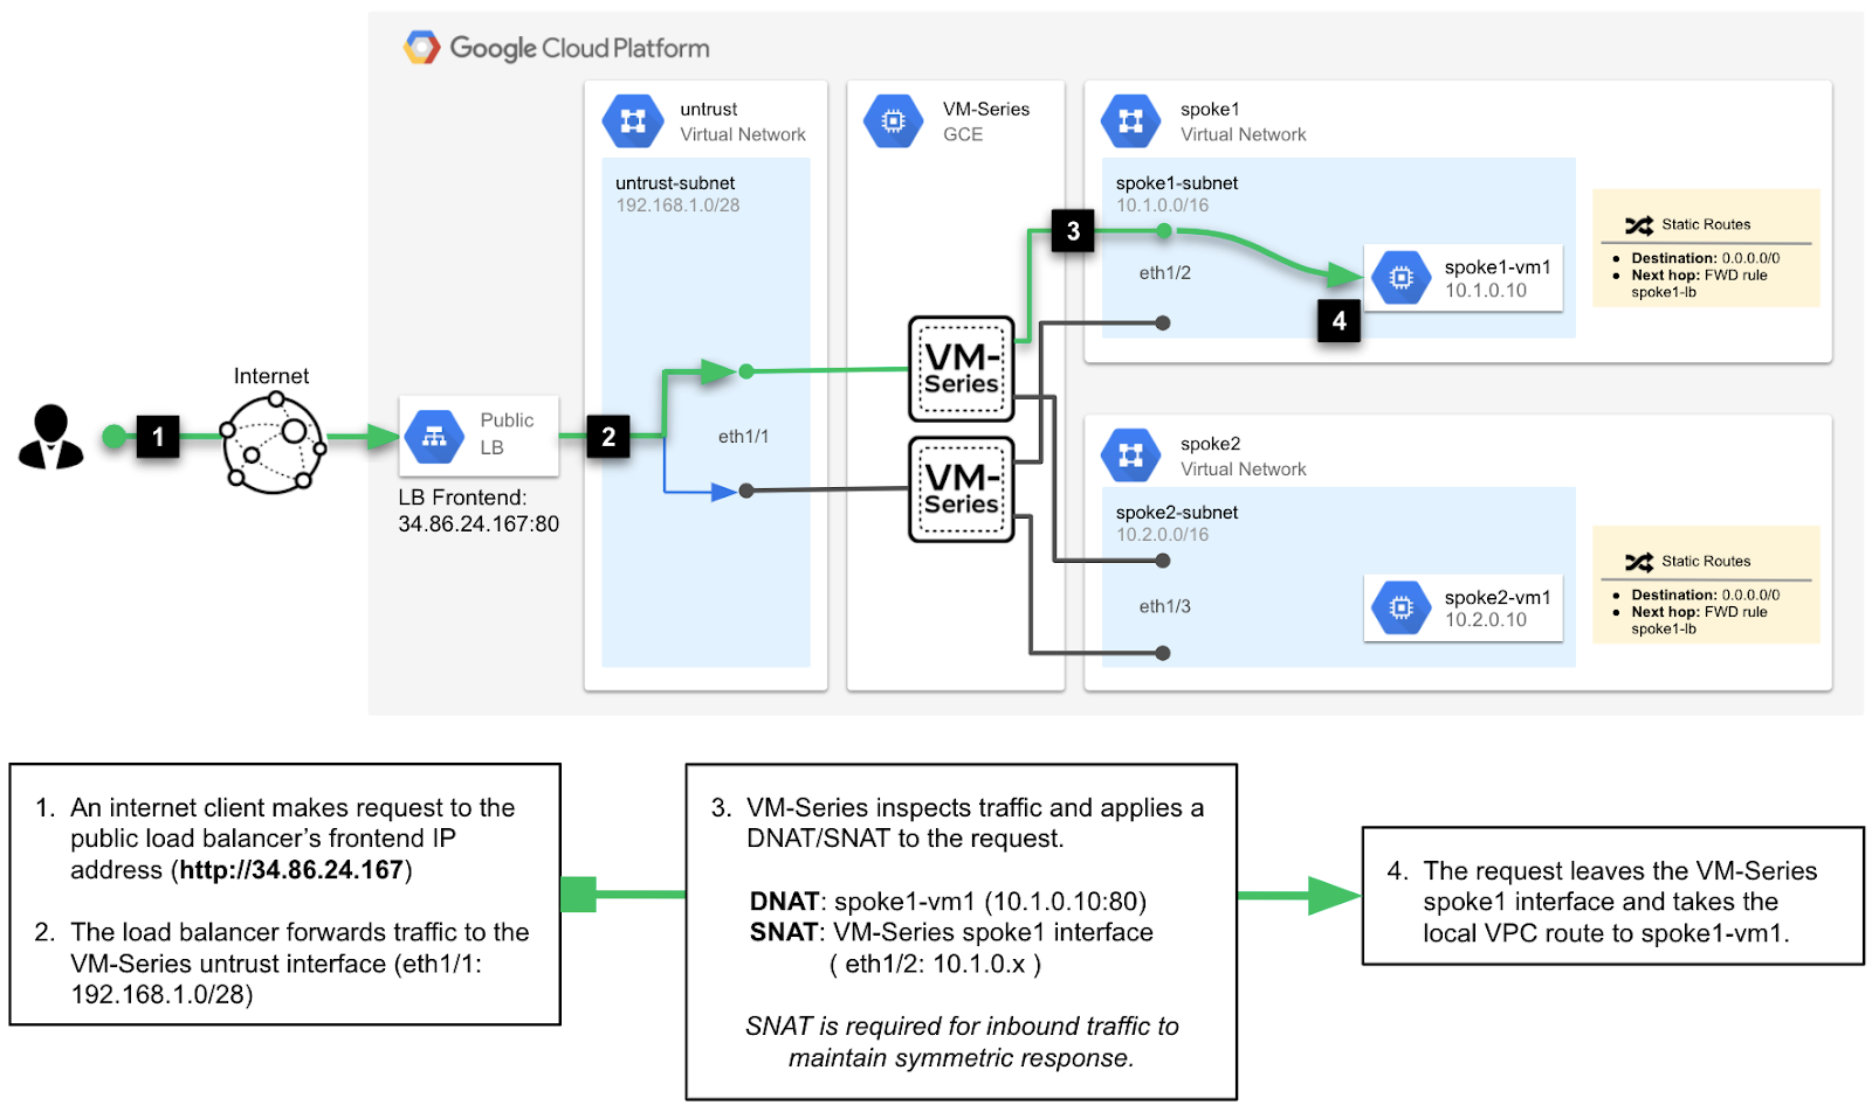 Google Cloud Platform
untrust
Virtual Network
untrust-subnet
192.168.1.0/28
VM-Series
GCE
spoke1
Virtual Network
spoke1-subnet
10.1.0.0/16
3
eth1/2
spoke1-vm1
10.1.0.10
4
Static Routes
Destination: 0.0.0.0/0
Next hop: FWD rule
spoke1-lb
Internet
1
Public
LB
LB Frontend:
34.86.24.167:80
2
eth1/1
VM-
Series
VM-
Series
spoke2
Virtual Network
spoke2-subnet
10.2.0.0/16
eth1/3
spoke2-vm1
10.2.0.10
Static Routes
Destination: 0.0.0.0/0
Next hop: FWD rule
spoke1-lb
1. An internet client makes request to the
public load balancer's frontend IP
address (http://34.86.24.167)
2. The load balancer forwards traffic to the
VM-Series untrust interface (eth1/1:
192.168.1.0/28)
3. VM-Series inspects traffic and applies a
DNAT/SNAT to the request.
DNAT: spoke1-vm1 (10.1.0.10:80)
SNAT: VM-Series spoke1 interface
( eth1/2: 10.1.0.x )
SNAT is required for inbound traffic to
maintain symmetric response.
4. The request leaves the VM-Series
spoke1 interface and takes the
local VPC route to spoke1-vm1.